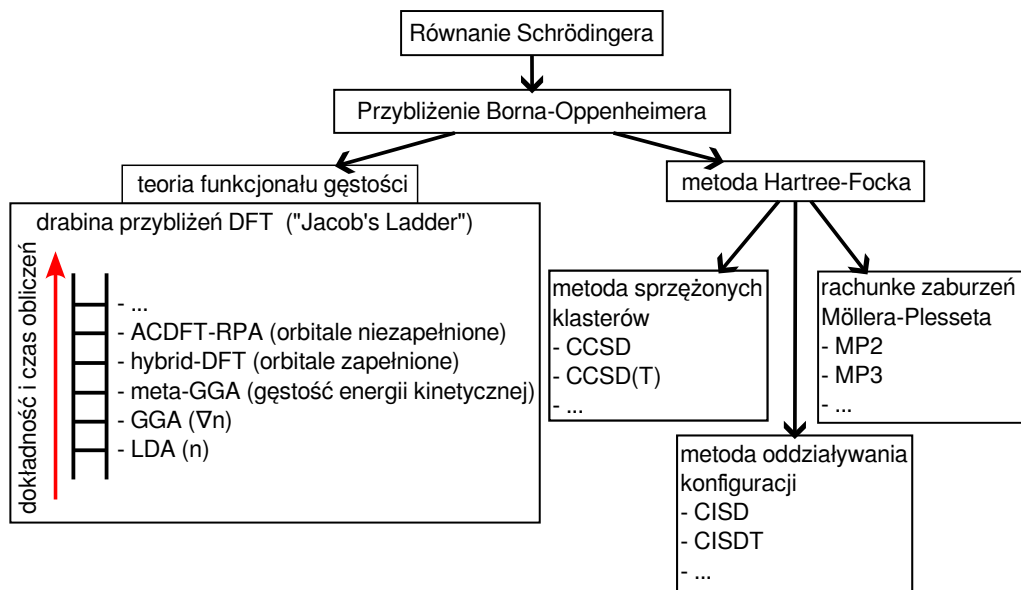 Równanie Schrödingera
Przybliżenie Borna-Oppenheimera
teoria funkcjonału gęstości
drabina przybliżeń DFT ("Jacob's Ladder")
dokładność i czas obliczeń
- ...
- ACDFT-RPA (orbitale niezapełnione)
- hybrid-DFT (orbitale zapełnione)
- meta-GGA (gęstość energii kinetycznej)
- GGA (∇n)
- LDA (n)
metoda Hartree-Focka
metoda sprzężonych
klasterów
- CCSD
- CCSD(T)
- ...
rachunke zaburzeń
Möllera-Plesseta
- MP2
- MP3
- ...
metoda oddziaływania
konfiguracji
- CISD
- CISDT
- ...